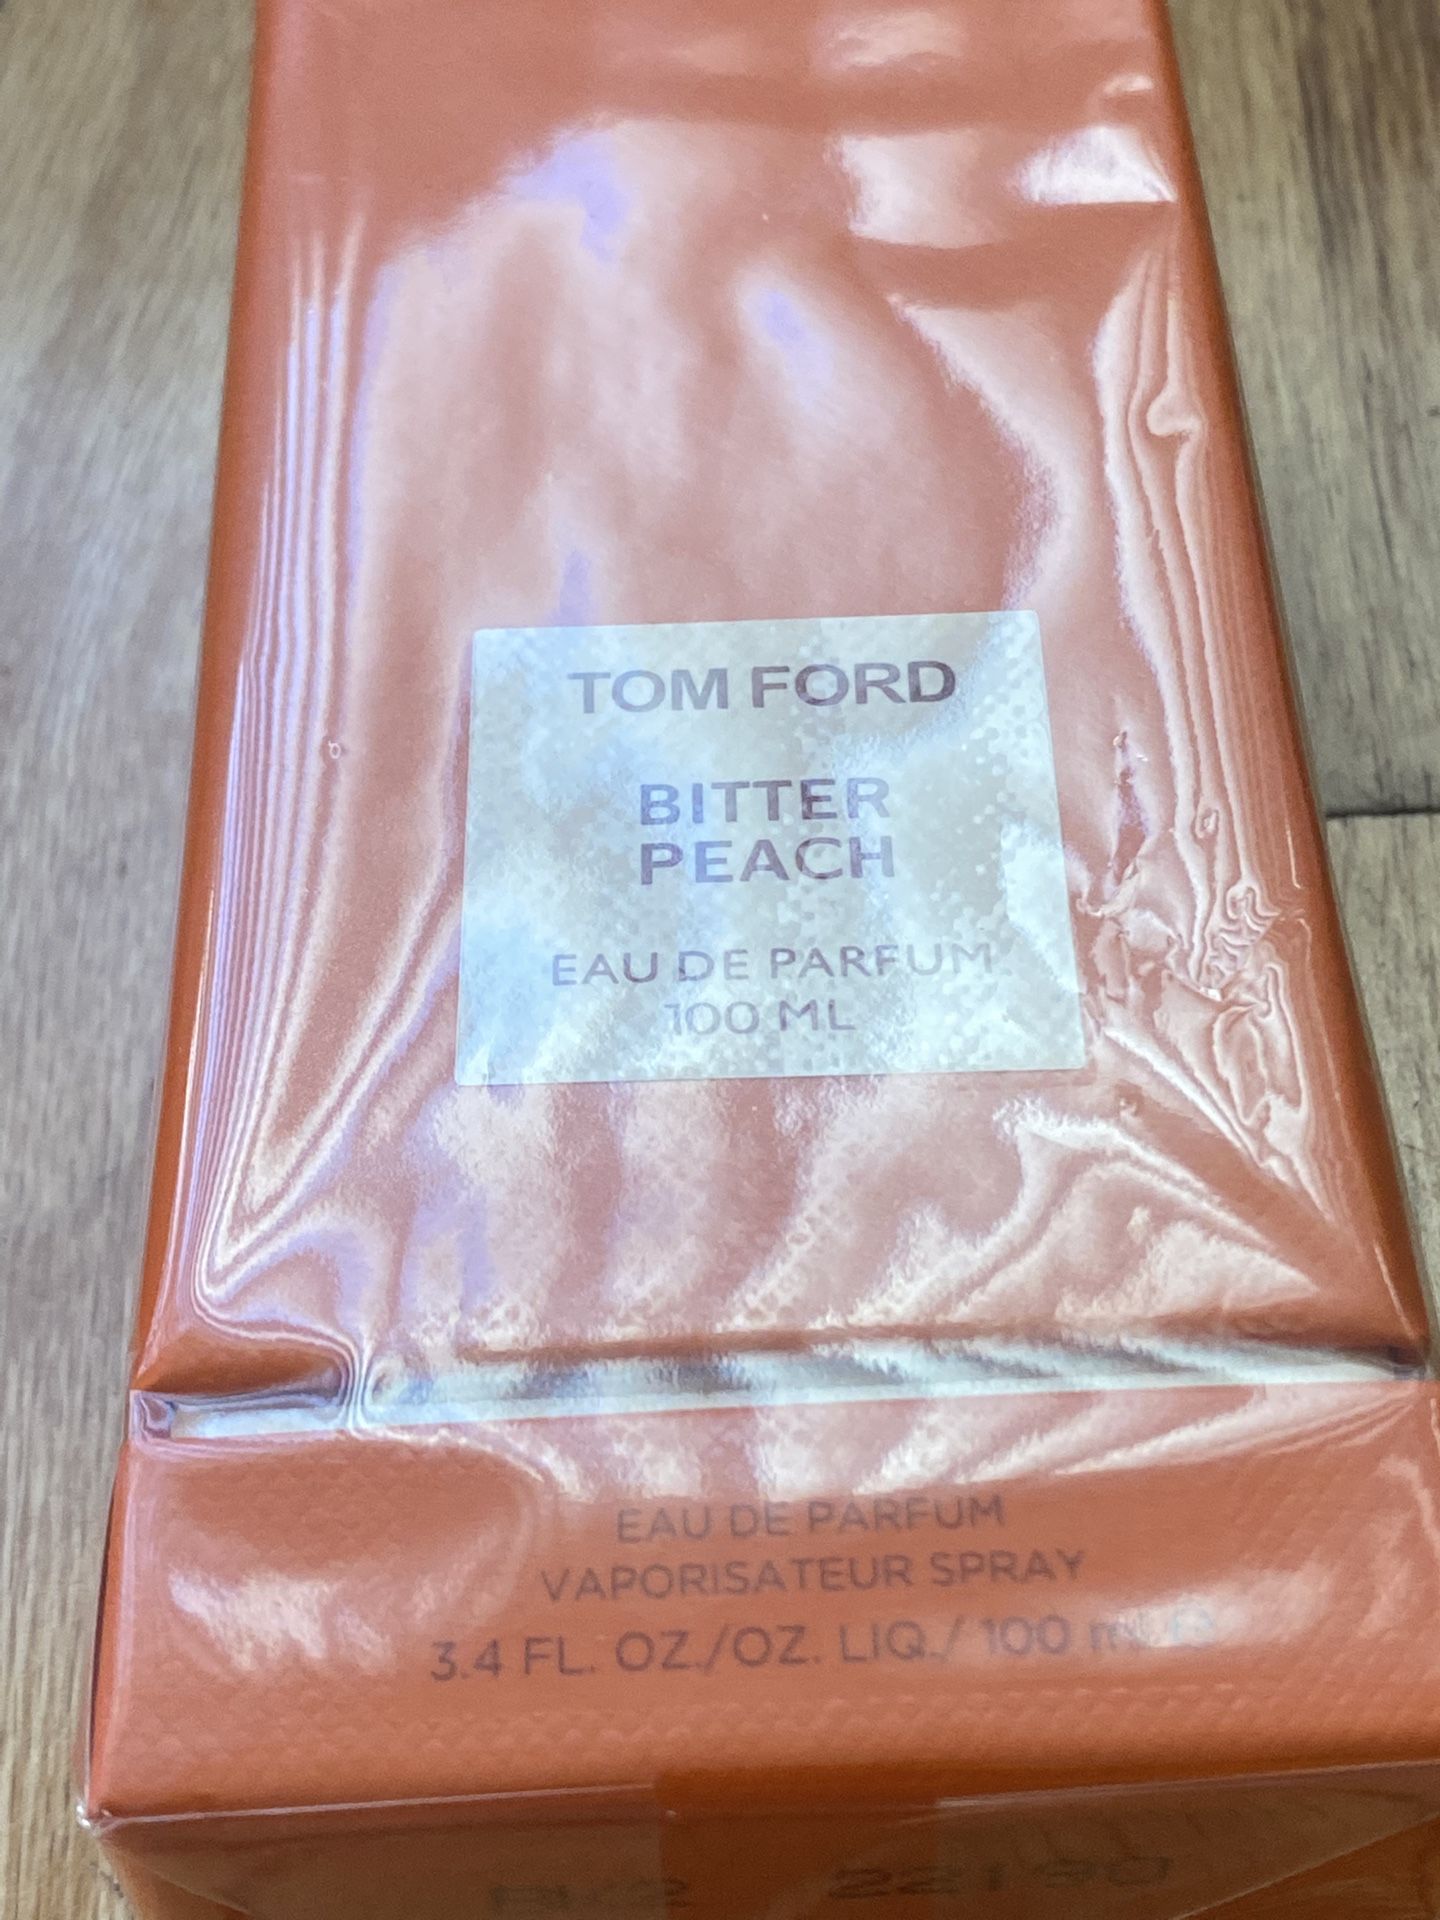 TOM FORD
BITTER
PEACH
EAU DE PARFUM
100 ML
EAU DE PARFUM
VAPORISATEUR SPRAY
3.4 FL. OZ./OZ. LIQ./ 100 mL ℮